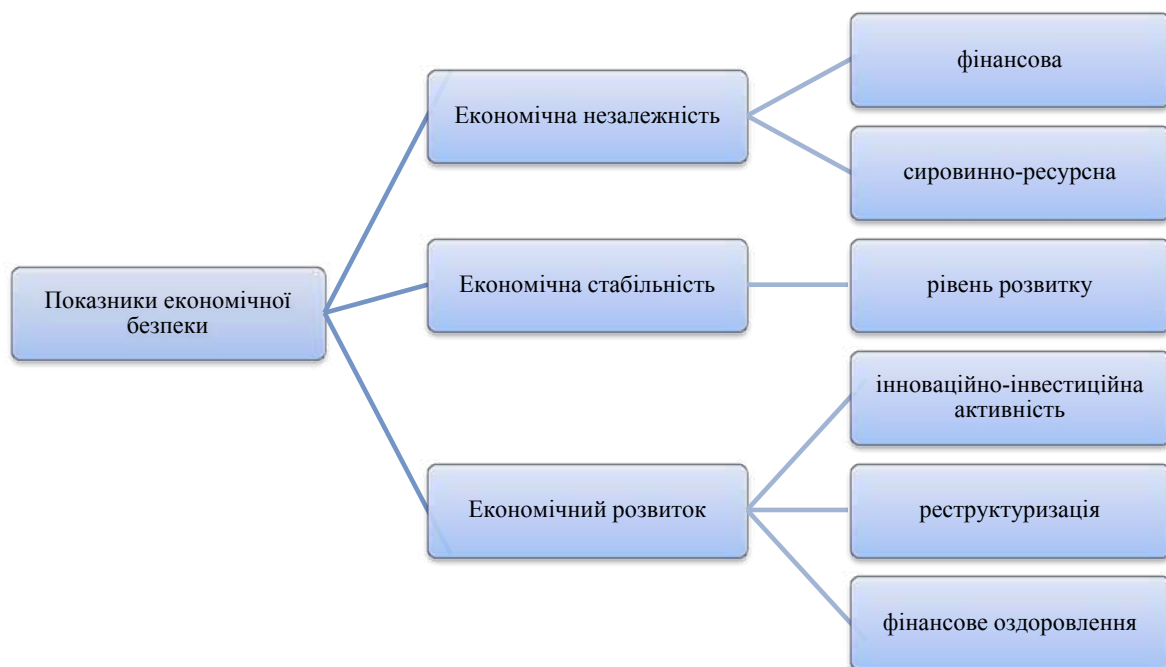 Показники економічної
безпеки
Економічна незалежність
фінансова
сировинно-ресурсна
Економічна стабільність
рівень розвитку
Економічний розвиток
інноваційно-інвестиційна
активність
реструктуризація
фінансове оздоровлення